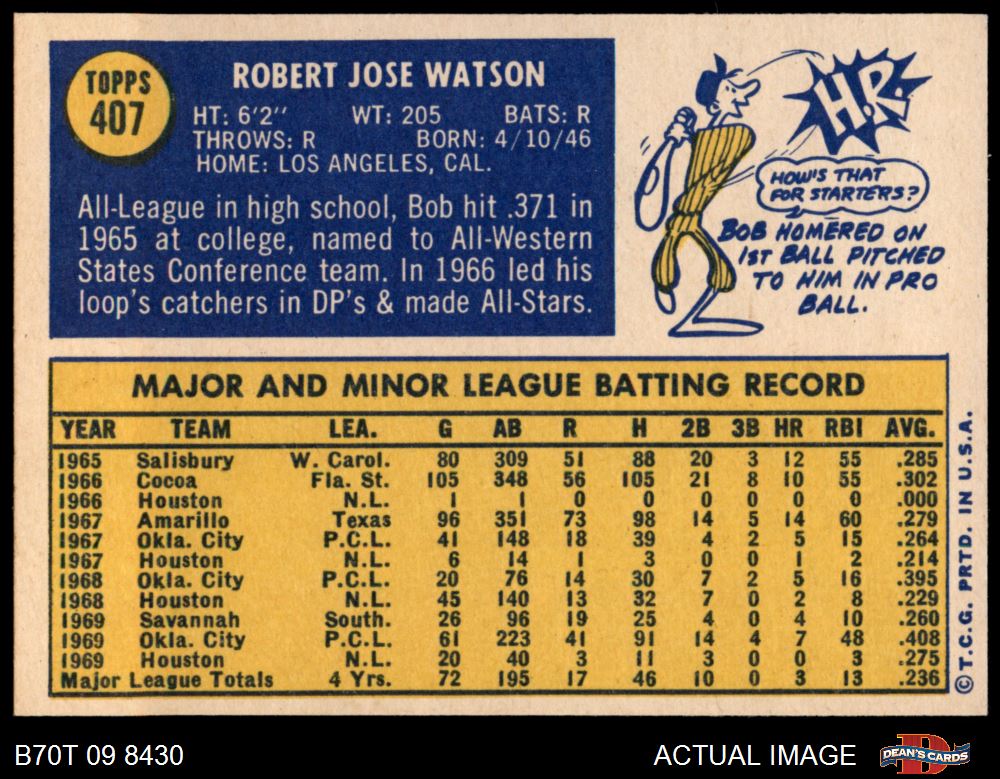 TOPPS
407
ROBERT JOSE WATSON
HT: 6'2'' WT: 205 BATS: R
THROWS: R BORN: 4/10/46
HOME: LOS ANGELES, CAL.
All-League in high school, Bob hit .371 in
1965 at college, named to All-Western
States Conference team. In 1966 led his
loop's catchers in DP's & made All-Stars.
H.R.
HOW'S THAT
FOR STARTERS?
BOB HOMERED ON
1ST BALL PITCHED
TO HIM IN PRO
BALL.
MAJOR AND MINOR LEAGUE BATTING RECORD
YEAR TEAM LEA. G AB R H 2B 3B HR RBI AVG.
1965 Salisbury W. Carol. 80 309 51 88 20 3 12 55 .285
1966 Cocoa Fla. St. 105 348 56 105 21 8 10 55 .302
1966 Houston N.L. 1 1 0 0 0 0 0 0 .000
1967 Amarillo Texas 96 351 73 98 14 5 14 60 .279
1967 Okla. City P.C.L. 41 148 18 39 4 2 5 15 .264
1967 Houston N.L. 6 14 1 3 0 0 1 2 .214
1968 Okla. City P.C.L. 20 76 14 30 7 2 5 16 .395
1968 Houston N.L. 45 140 13 32 7 0 2 8 .229
1969 Savannah South. 26 96 19 25 4 0 4 10 .260
1969 Okla. City P.C.L. 61 223 41 91 14 4 7 48 .408
1969 Houston N.L. 20 40 3 11 3 0 0 3 .275
Major League Totals 4 Yrs. 72 195 17 46 10 0 3 13 .236
©T.C.G. PRTD. IN U.S.A.
B70T 09 8430
ACTUAL IMAGE
D
DEAN'S CARDS